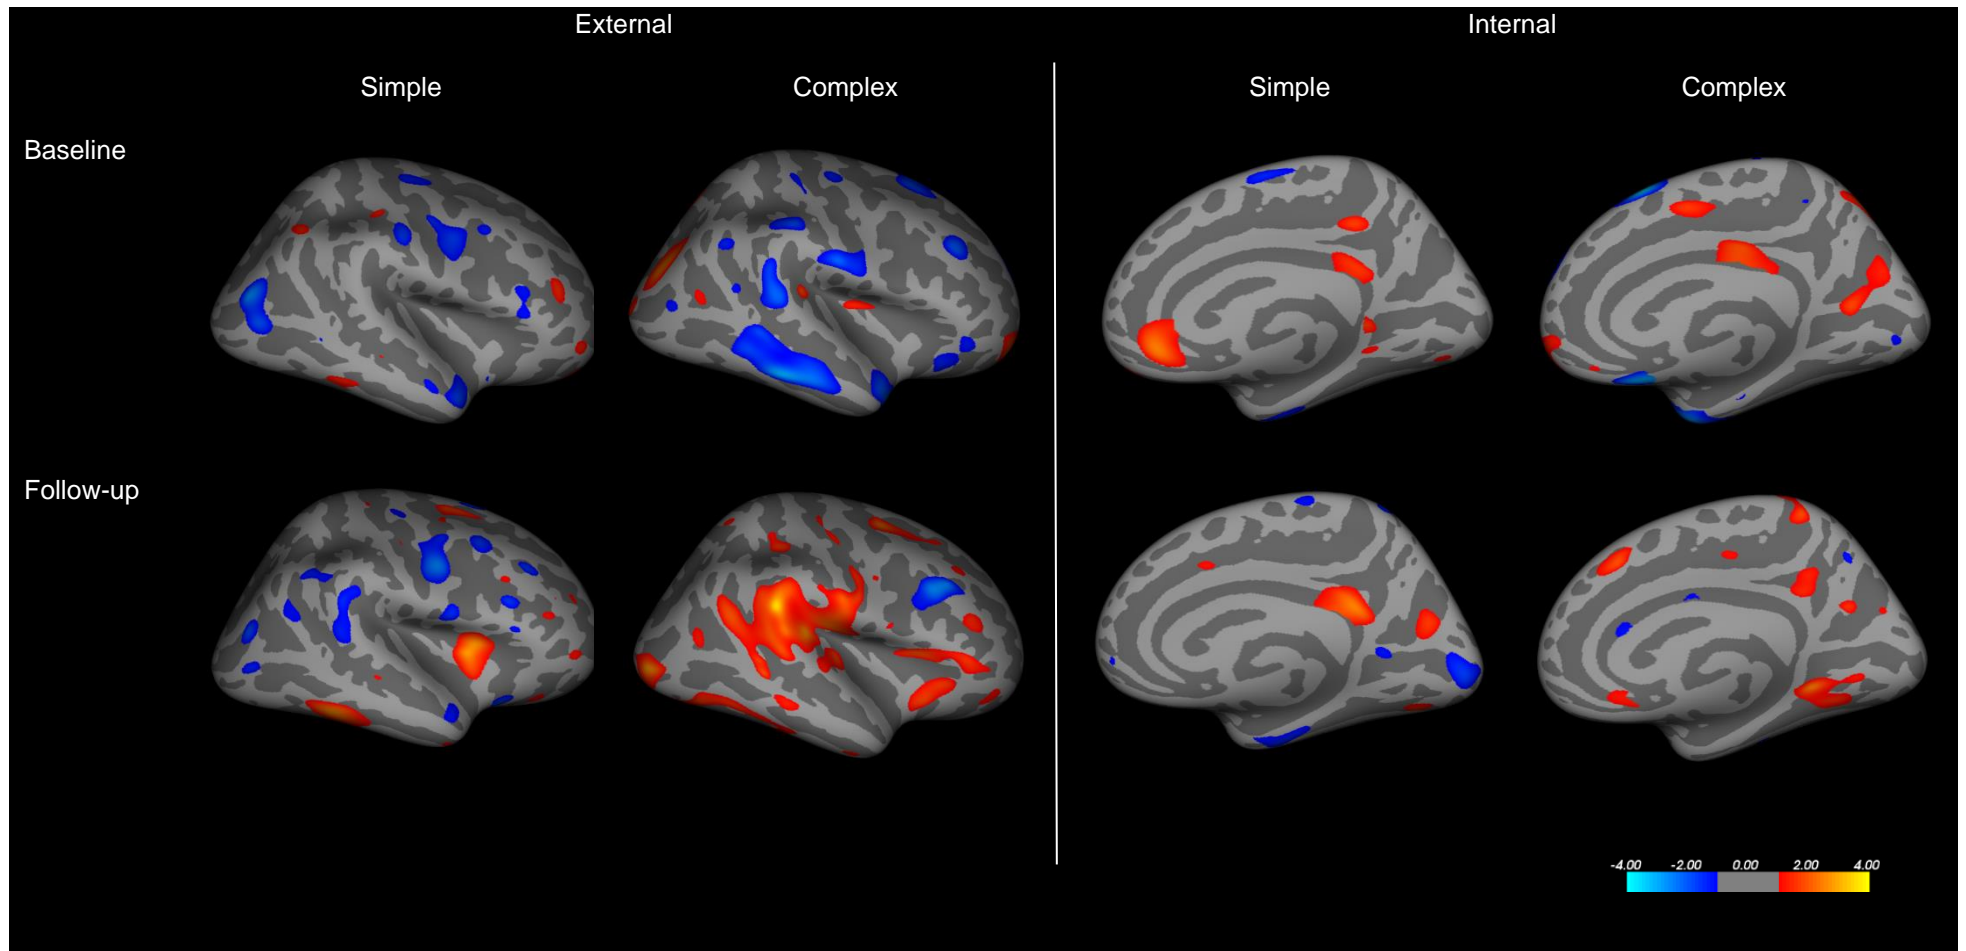 External Internal
Simple Complex Simple Complex
Baseline
Follow-up
-4.00 -2.00 0.00 2.00 4.00